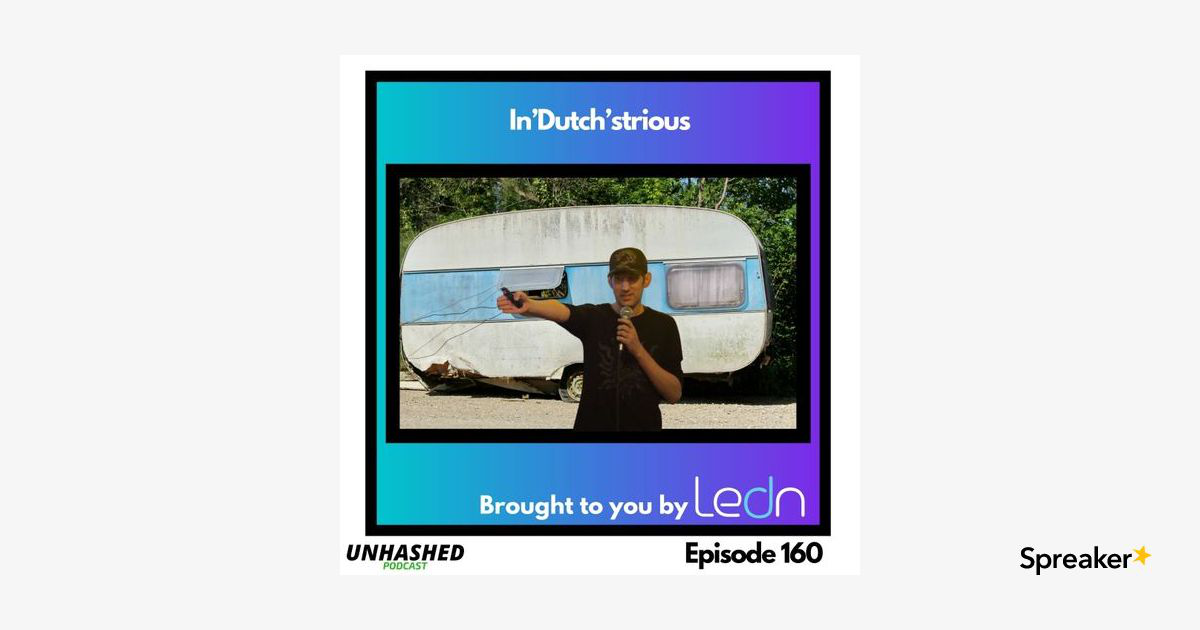 In'Dutch'strious
Brought to you by Ledn
UNHASHED
PODCAST
Episode 160
Spreaker